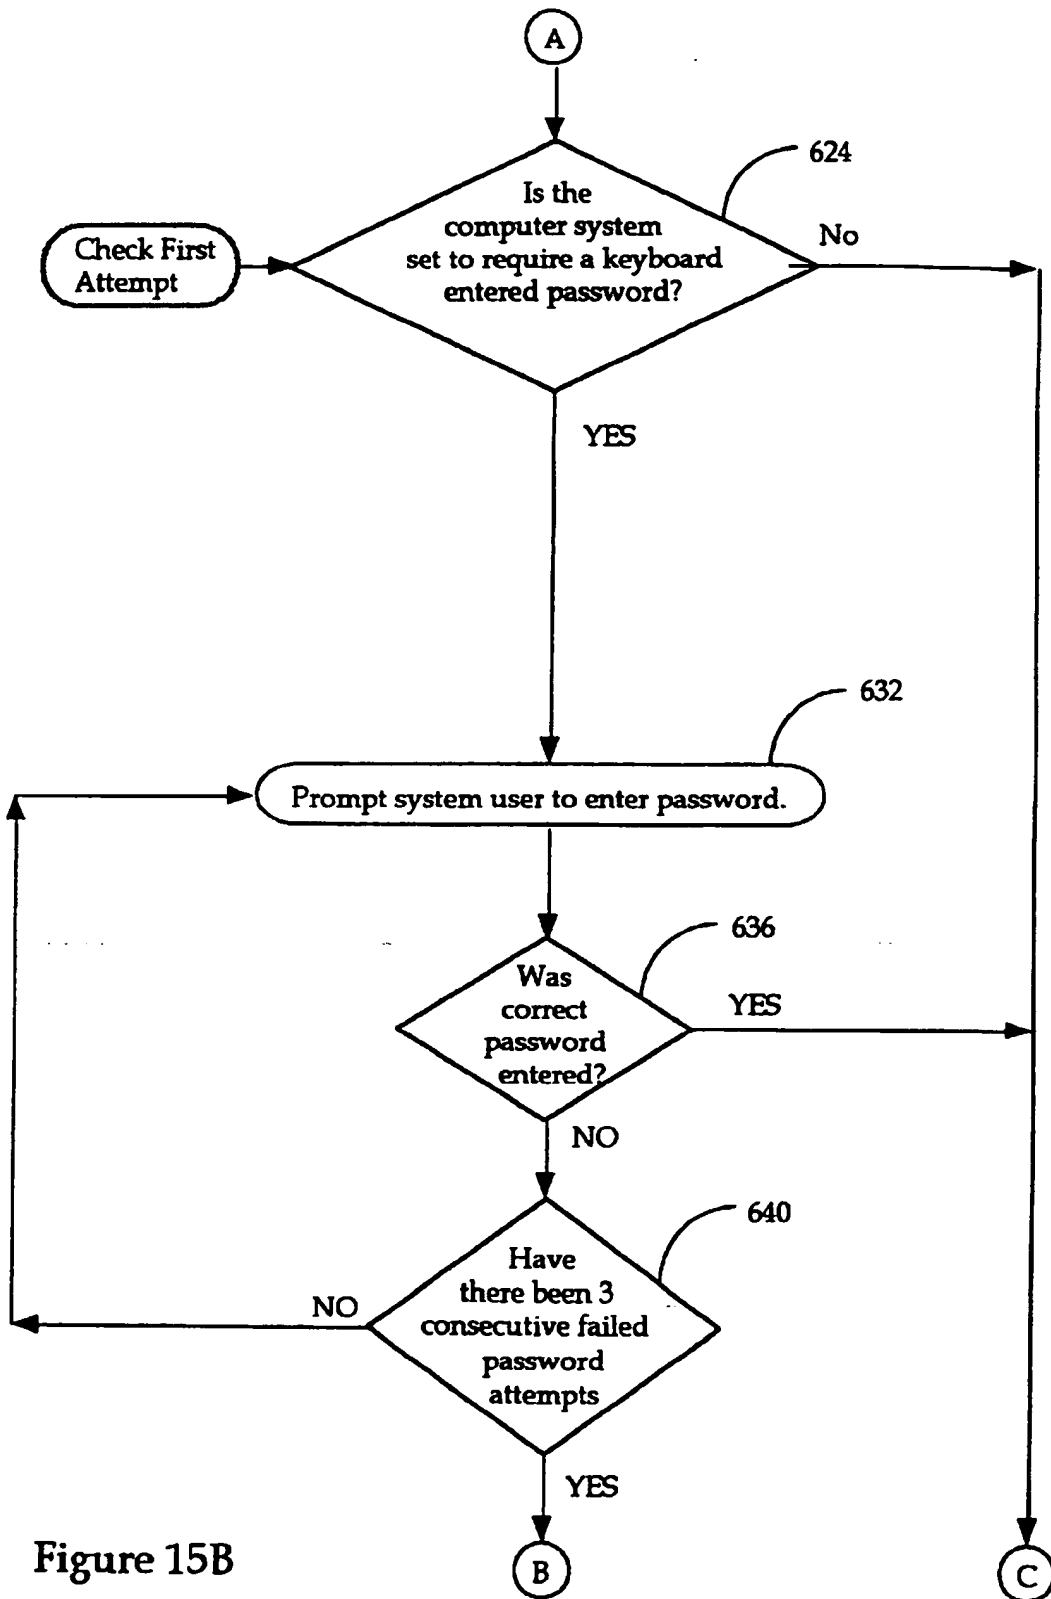 A
624
Is the
computer system
set to require a keyboard
entered password?
No
Check First
Attempt
YES
632
Prompt system user to enter password.
636
Was
correct
password
entered?
YES
NO
640
Have
there been 3
consecutive failed
password
attempts
NO
YES
Figure 15B
B
C